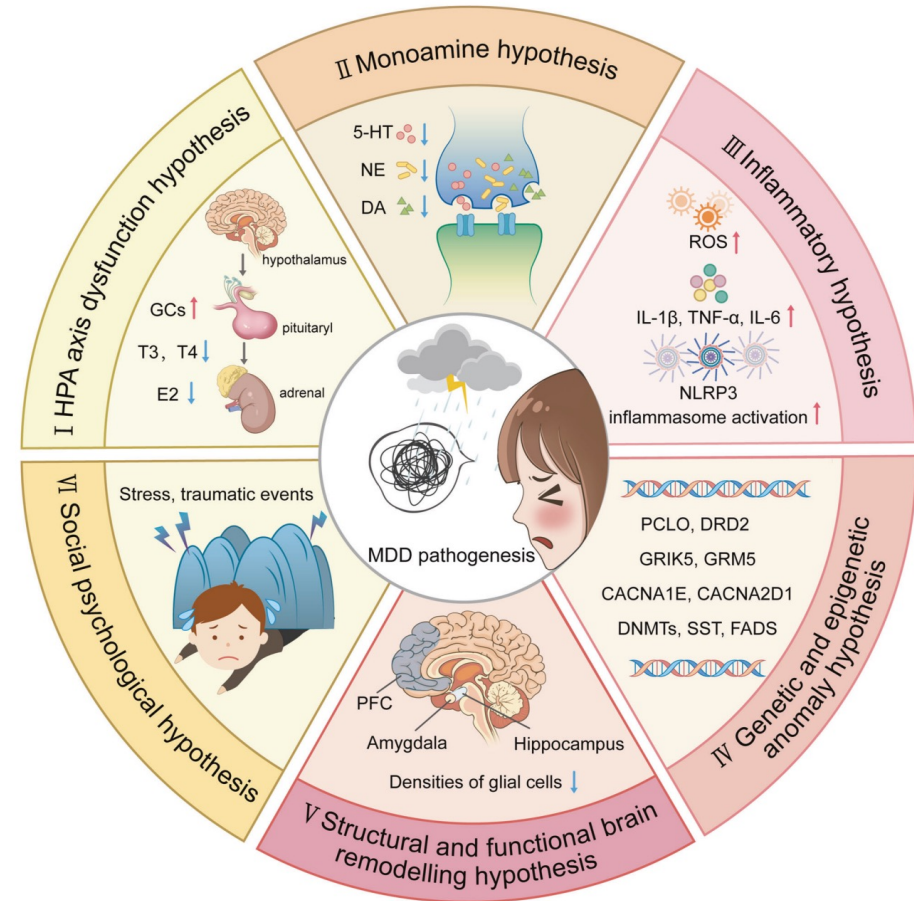 Ⅰ HPA axis dysfunction hypothesis
hypothalamus
GCs
pituitaryl
T3, T4
E2
adrenal
Ⅱ Monoamine hypothesis
5-HT
NE
DA
Ⅲ Inflammatory hypothesis
ROS
IL-1β, TNF-α, IL-6
NLRP3
inflammasome activation
Ⅳ Genetic and epigenetic
anomaly hypothesis
PCLO, DRD2
GRIK5, GRM5
CACNA1E, CACNA2D1
DNMTs, SST, FADS
Ⅴ Structural and functional brain
remodelling hypothesis
PFC
Amygdala
Hippocampus
Densities of glial cells
Ⅵ Social psychological hypothesis
Stress, traumatic events
MDD pathogenesis